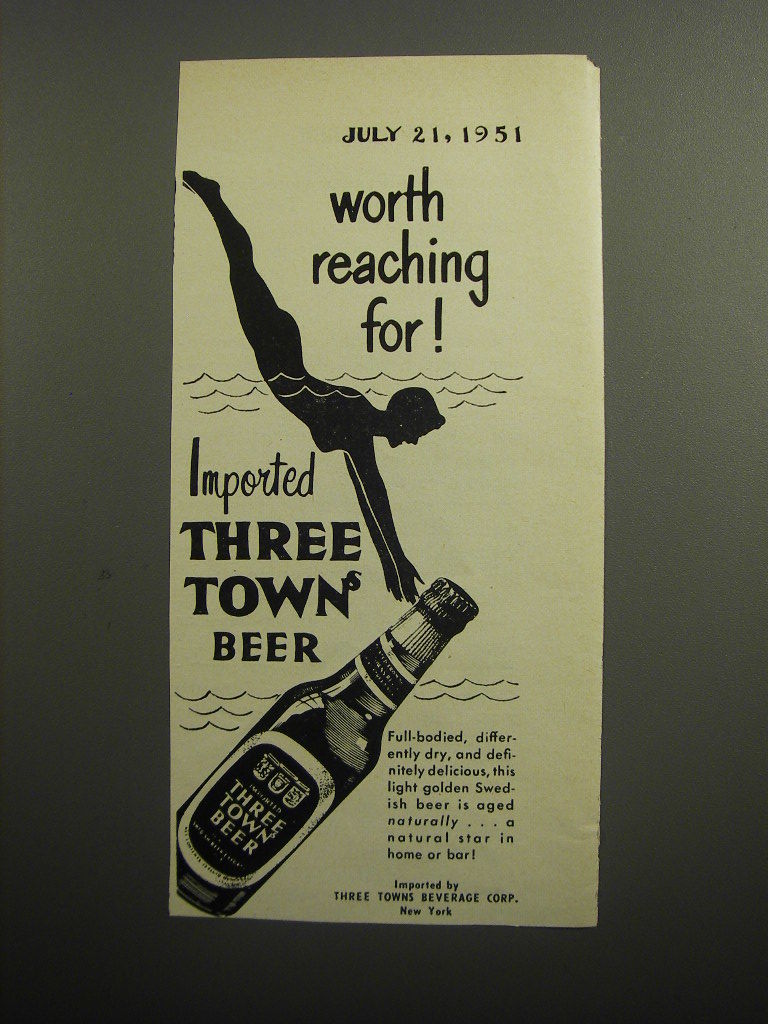 JULY 21, 1951
worth
reaching
for!
Imported
THREE
TOWNS
BEER
IMPORTED
THREE
TOWNS
BEER
Full-bodied, differ-
ently dry, and defi-
nitely delicious, this
light golden Swed-
ish beer is aged
naturally . . . a
natural star in
home or bar!
Imported by
THREE TOWNS BEVERAGE CORP.
New York